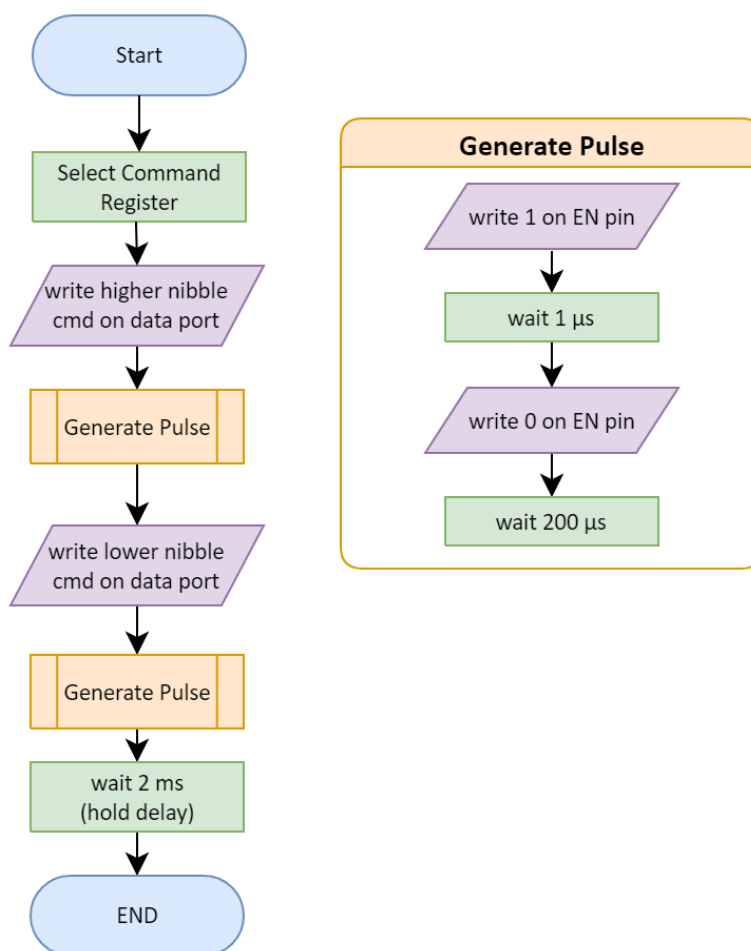 Start
Select Command
Register
write higher nibble
cmd on data port
Generate Pulse
write lower nibble
cmd on data port
Generate Pulse
wait 2 ms
(hold delay)
END
Generate Pulse
write 1 on EN pin
wait 1 µs
write 0 on EN pin
wait 200 µs